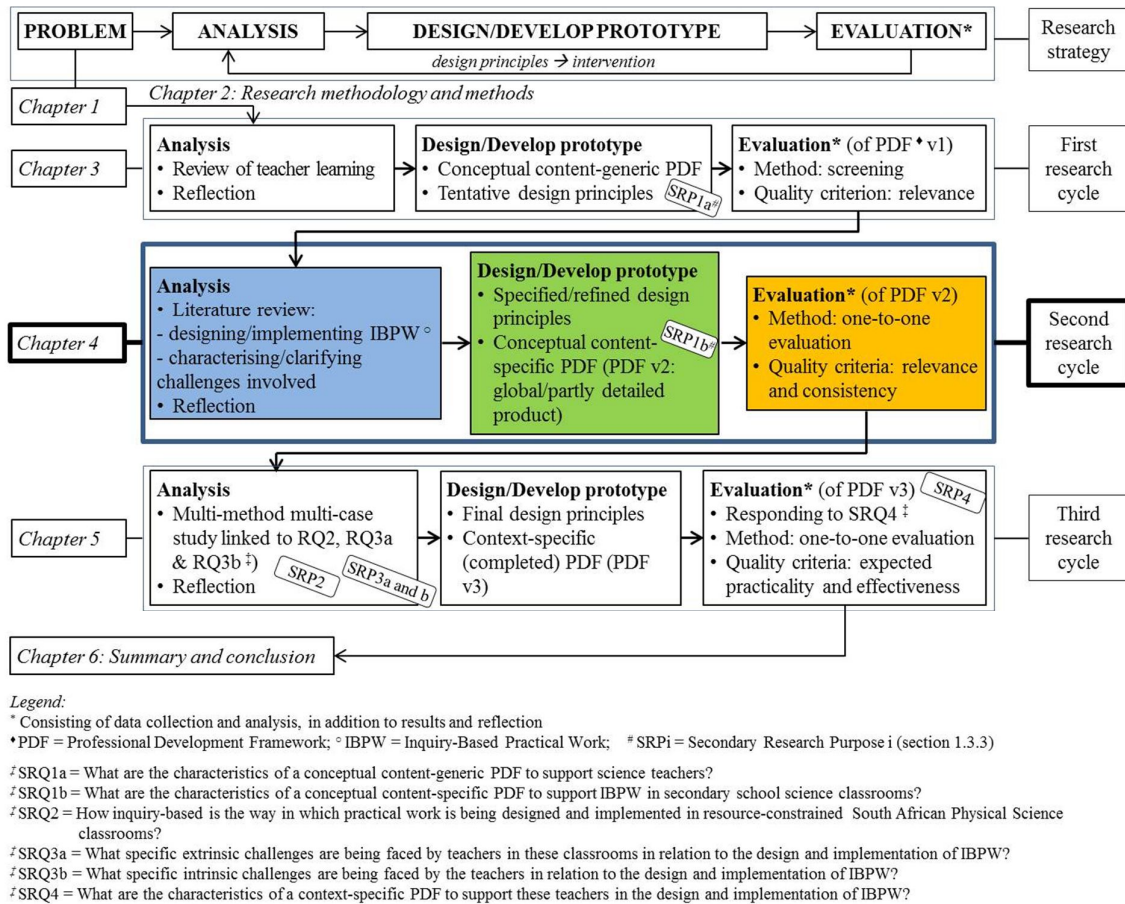 PROBLEM
ANALYSIS
DESIGN/DEVELOP PROTOTYPE
EVALUATION*
design principles → intervention
Research
strategy
Chapter 1
Chapter 2: Research methodology and methods
Chapter 3
Analysis
• Review of teacher learning
• Reflection
Design/Develop prototype
• Conceptual content-generic PDF
• Tentative design principles
SRP1a#
Evaluation* (of PDF♦ v1)
• Method: screening
• Quality criterion: relevance
First
research
cycle
Chapter 4
Analysis
• Literature review:
- designing/implementing IBPW ○
- characterising/clarifying
challenges involved
• Reflection
Design/Develop prototype
• Specified/refined design
principles
• Conceptual content-
specific PDF (PDF v2:
global/partly detailed
product)
SRP1b#
Evaluation* (of PDF v2)
• Method: one-to-one
evaluation
• Quality criteria: relevance
and consistency
Second
research
cycle
Chapter 5
Analysis
• Multi-method multi-case
study linked to RQ2, RQ3a
& RQ3b ‡)
• Reflection
SRP2
SRP3a and b
Design/Develop prototype
• Final design principles
• Context-specific
(completed) PDF (PDF
v3)
Evaluation* (of PDF v3)
SRP4
• Responding to SRQ4 ‡
• Method: one-to-one evaluation
• Quality criteria: expected
practicality and effectiveness
Third
research
cycle
Chapter 6: Summary and conclusion
Legend:
* Consisting of data collection and analysis, in addition to results and reflection
♦PDF = Professional Development Framework; ○ IBPW = Inquiry-Based Practical Work; # SRPi = Secondary Research Purpose i (section 1.3.3)
‡ SRQ1a = What are the characteristics of a conceptual content-generic PDF to support science teachers?
‡ SRQ1b = What are the characteristics of a conceptual content-specific PDF to support IBPW in secondary school science classrooms?
‡ SRQ2 = How inquiry-based is the way in which practical work is being designed and implemented in resource-constrained South African Physical Science
classrooms?
‡ SRQ3a = What specific extrinsic challenges are being faced by teachers in these classrooms in relation to the design and implementation of IBPW?
‡ SRQ3b = What specific intrinsic challenges are being faced by the teachers in relation to the design and implementation of IBPW?
‡ SRQ4 = What are the characteristics of a context-specific PDF to support these teachers in the design and implementation of IBPW?